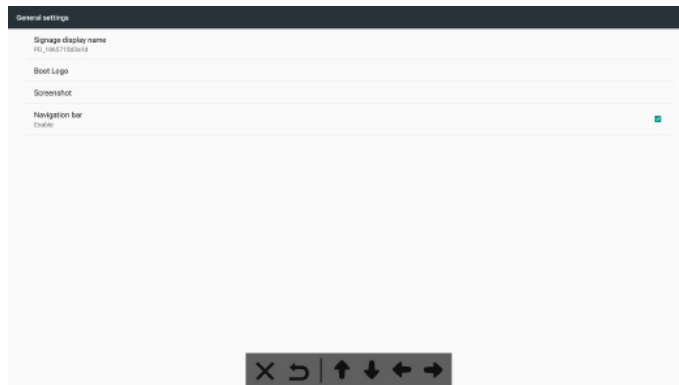 General settings
Signage display name
Boot Logo
Screenshot
Navigation bar
Enable